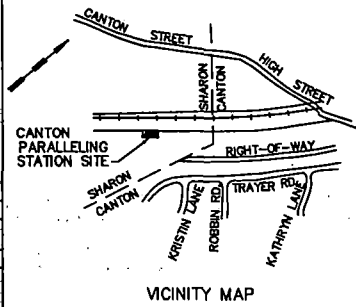 CANTON
STREET
HIGH
STREET
SHARON
CANTON
CANTON
PARALLELING
STATION SITE
RIGHT-OF-WAY
SHARON
CANTON
TRAYER RD.
KRISTIN LANE
ROBBIN RD.
KATHRYN LANE
VICINITY MAP